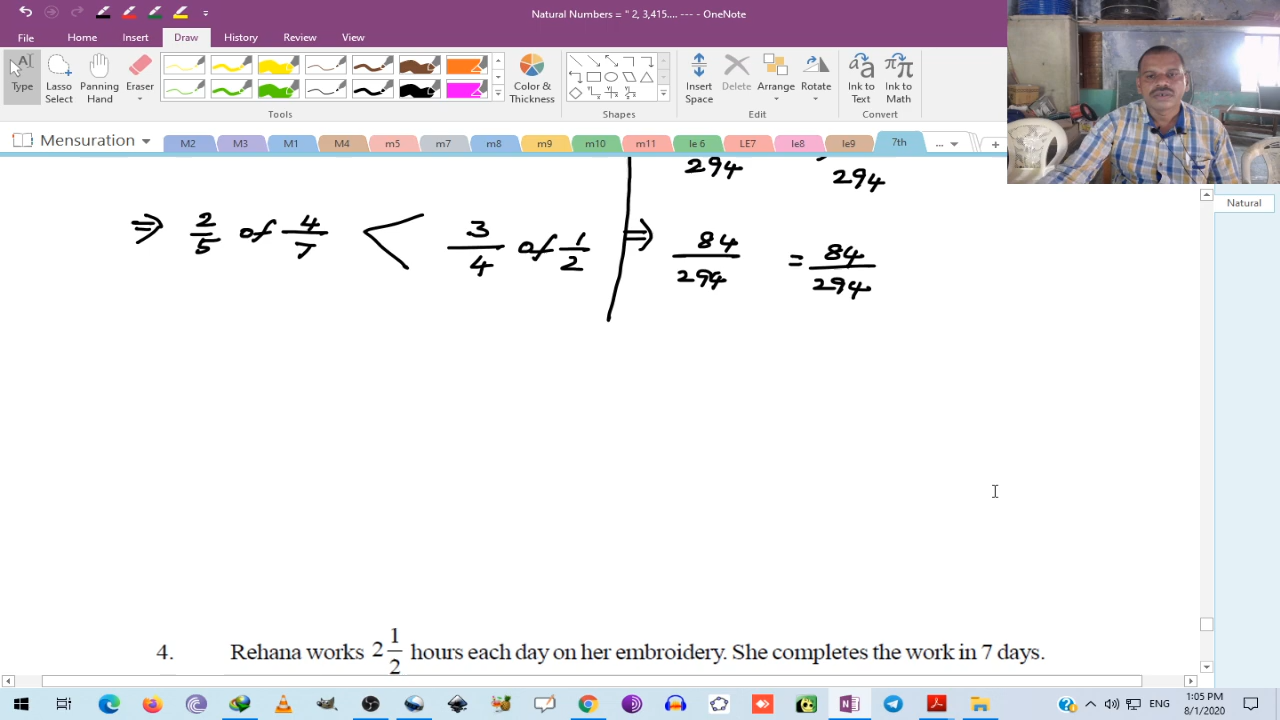 Natural Numbers = " 2, 3,415.... --- - OneNote
File Home Insert Draw History Review View
Type Lasso Select Panning Hand Eraser Color & Thickness Insert Space Delete Arrange Rotate Ink to Text Ink to Math
Tools Shapes Edit Convert
Mensuration M2 M3 M1 M4 m5 m7 m8 m9 m10 m11 le 6 LE7 le8 le9 7th ...
Natural
294 294
⇒ 2/5 of 4/7 < 3/4 of 1/2 ⇒ 84/294 = 84/294
4. Rehana works 2 1/2 hours each day on her embroidery. She completes the work in 7 days.
ENG 1:05 PM
8/1/2020